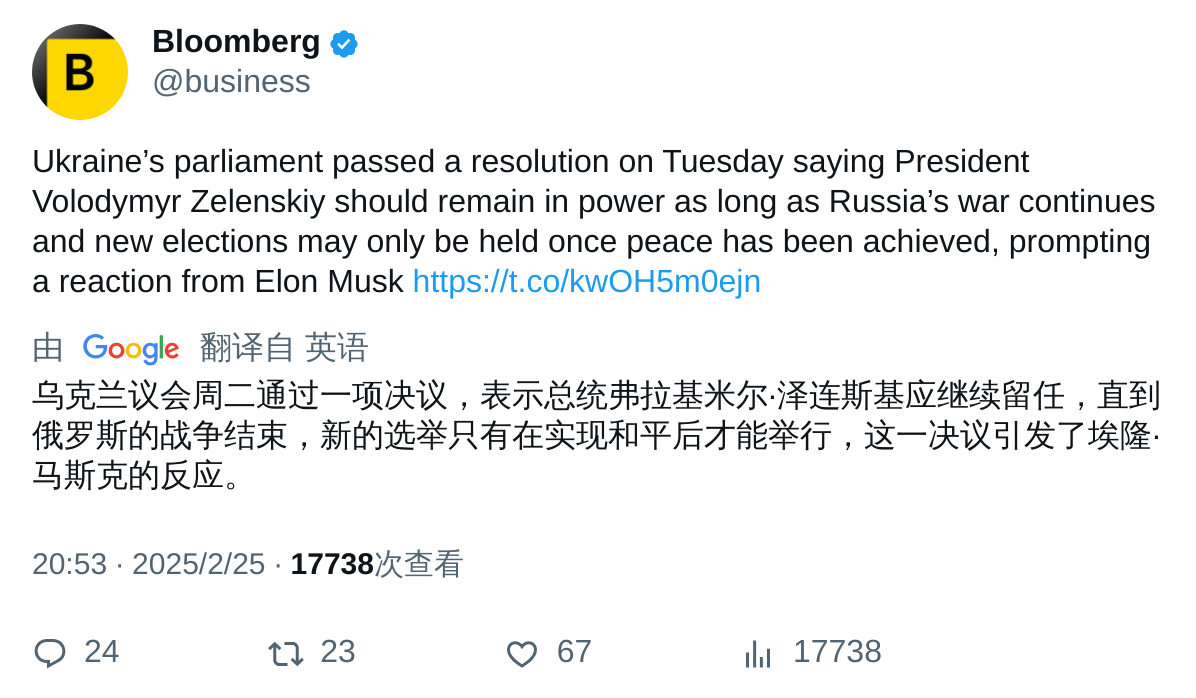 B
Bloomberg
@business
Ukraine’s parliament passed a resolution on Tuesday saying President
Volodymyr Zelenskiy should remain in power as long as Russia’s war continues
and new elections may only be held once peace has been achieved, prompting
a reaction from Elon Musk https://t.co/kwOH5m0ejn
由 Google 翻译自 英语
乌克兰议会周二通过一项决议，表示总统弗拉基米尔·泽连斯基应继续留任，直到
俄罗斯的战争结束，新的选举只有在实现和平后才能举行，这一决议引发了埃隆·
马斯克的反应。
20:53 · 2025/2/25 · 17738次查看
24 23 67 17738